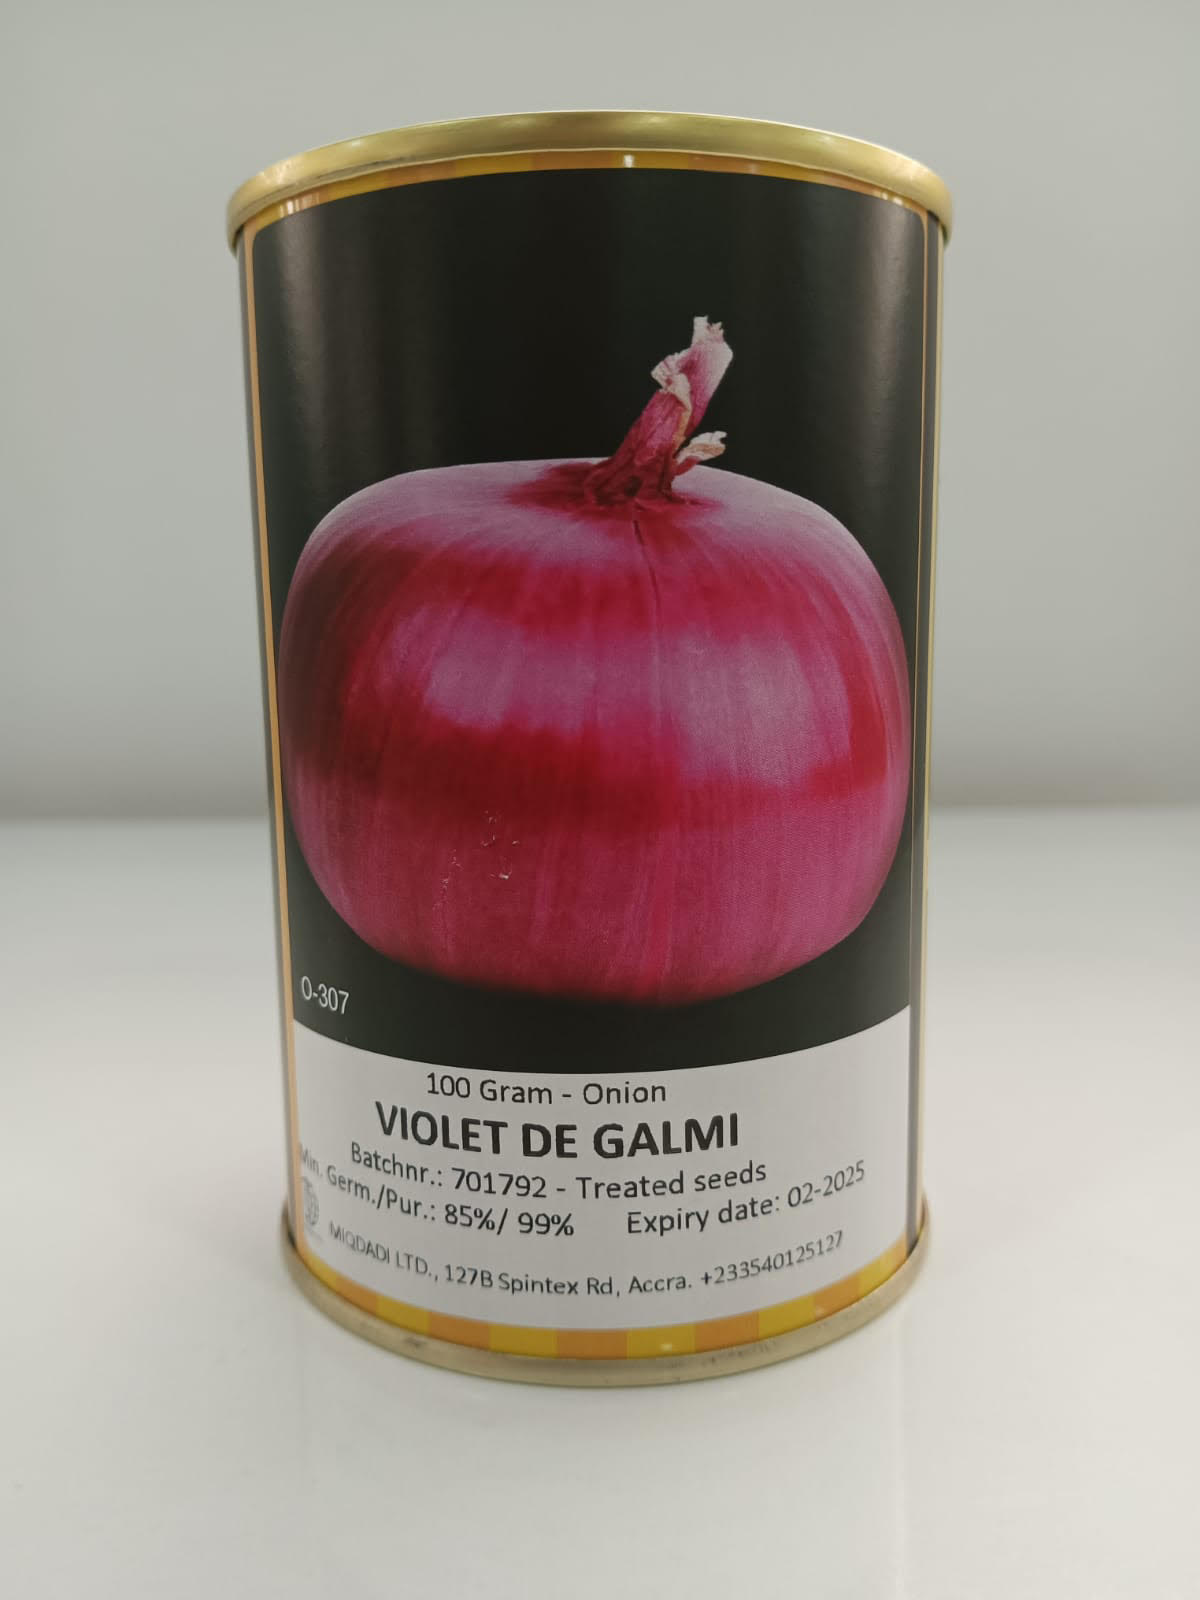 O-307
100 Gram - Onion
VIOLET DE GALMI
Batchnr.: 701792 - Treated seeds
Min. Germ./Pur.: 85%/ 99% Expiry date: 02-2025
MIQDADI LTD., 127B Spintex Rd, Accra. +233540125127